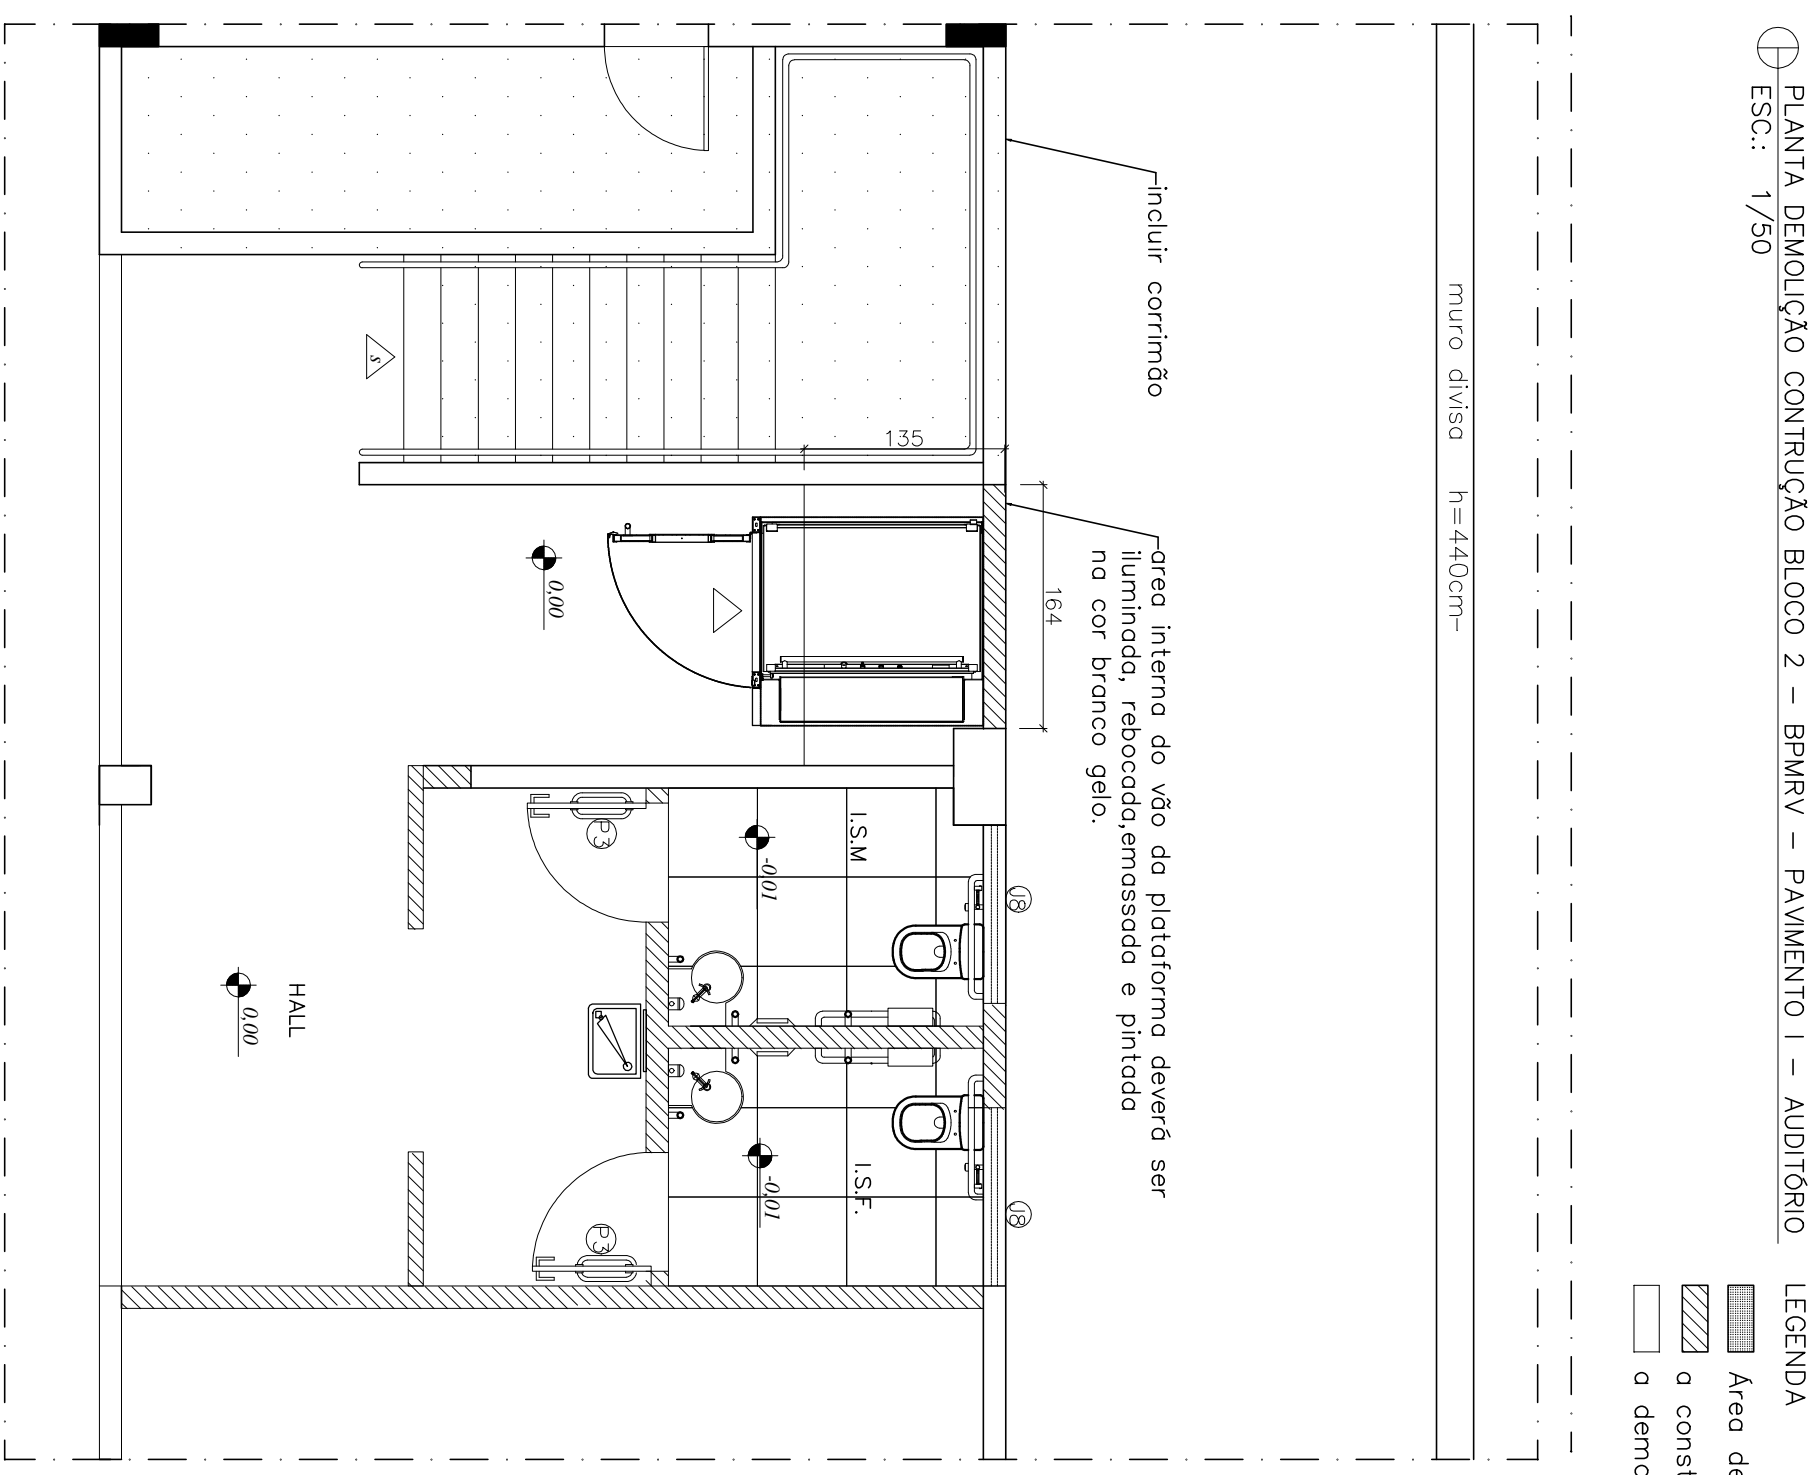 PLANTA DEMOLIÇÃO CONTRUÇÃO BLOCO 2 – BPMRV – PAVIMENTO I – AUDITÓRIO
ESC.: 1/50
LEGENDA
Área de
a const
a demo
muro divisa h=440cm–
incluir corrimão
area interna do vão da plataforma deverá ser
iluminada, rebocada,emassada e pintada
na cor branco gelo.
164
135
S
0,00
J8
J8
I.S.M
-0,01
P3
I.S.F.
-0,01
P3
HALL
0,00